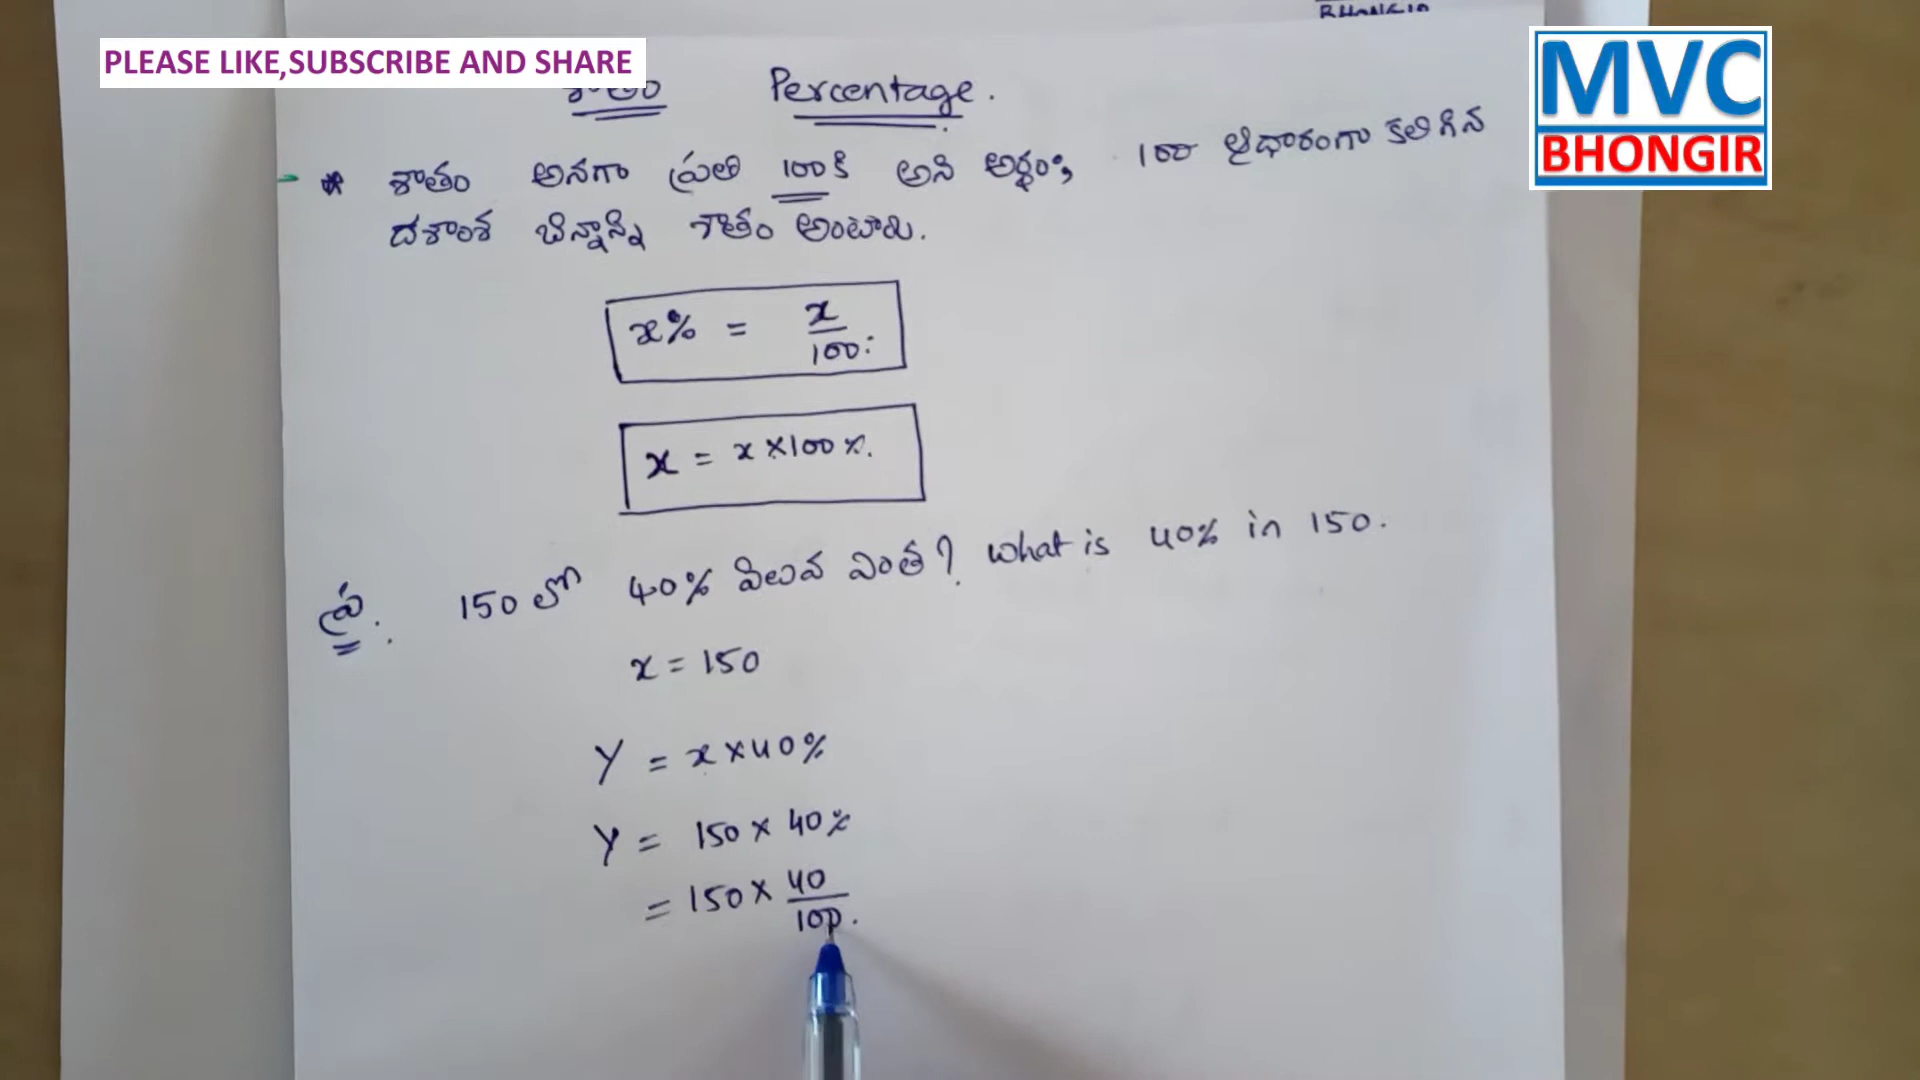 BHONGIR
PLEASE LIKE,SUBSCRIBE AND SHARE
MVC
BHONGIR
శాతం Percentage.
* శాతం అనగా ప్రతి 100కి అని అర్థం; 100 ఆధారంగా కలిగిన
దశాంశ భిన్నాన్ని శాతం అంటారు.
x% = x/100.
x = x × 100%.
ప్ర. 150 లో 40% విలువ ఎంత? What is 40% in 150.
x = 150
Y = x × 40%
Y = 150 × 40%
= 150 × 40/100.